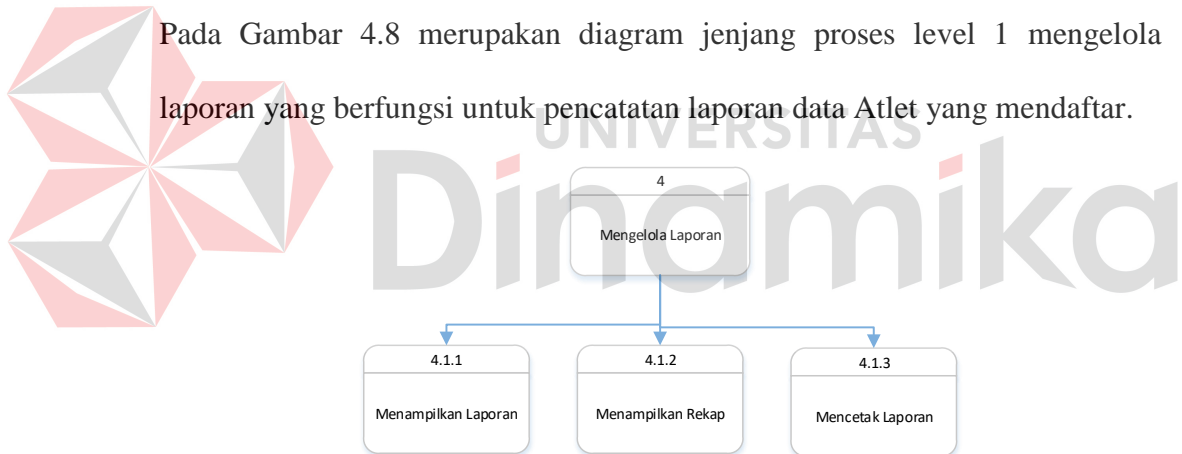 Pada Gambar 4.8 merupakan diagram jenjang proses level 1 mengelola
laporan yang berfungsi untuk pencatatan laporan data Atlet yang mendaftar.
UNIVERSITAS
Dinamika
4
Mengelola Laporan
4.1.1
Menampilkan Laporan
4.1.2
Menampilkan Rekap
4.1.3
Mencetak Laporan